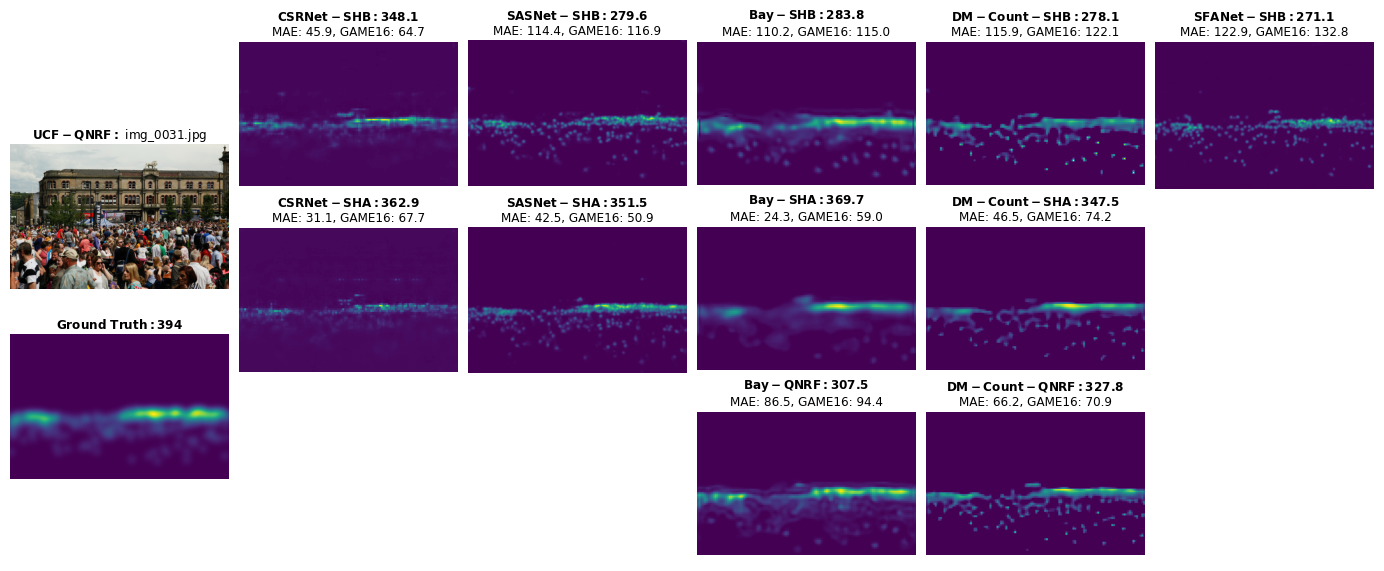 CSRNet − SHB : 348.1
MAE: 45.9, GAME16: 64.7
SASNet − SHB : 279.6
MAE: 114.4, GAME16: 116.9
Bay − SHB : 283.8
MAE: 110.2, GAME16: 115.0
DM − Count − SHB : 278.1
MAE: 115.9, GAME16: 122.1
SFANet − SHB : 271.1
MAE: 122.9, GAME16: 132.8
UCF − QNRF : img_0031.jpg
CSRNet − SHA : 362.9
MAE: 31.1, GAME16: 67.7
SASNet − SHA : 351.5
MAE: 42.5, GAME16: 50.9
Bay − SHA : 369.7
MAE: 24.3, GAME16: 59.0
DM − Count − SHA : 347.5
MAE: 46.5, GAME16: 74.2
Ground Truth : 394
Bay − QNRF : 307.5
MAE: 86.5, GAME16: 94.4
DM − Count − QNRF : 327.8
MAE: 66.2, GAME16: 70.9